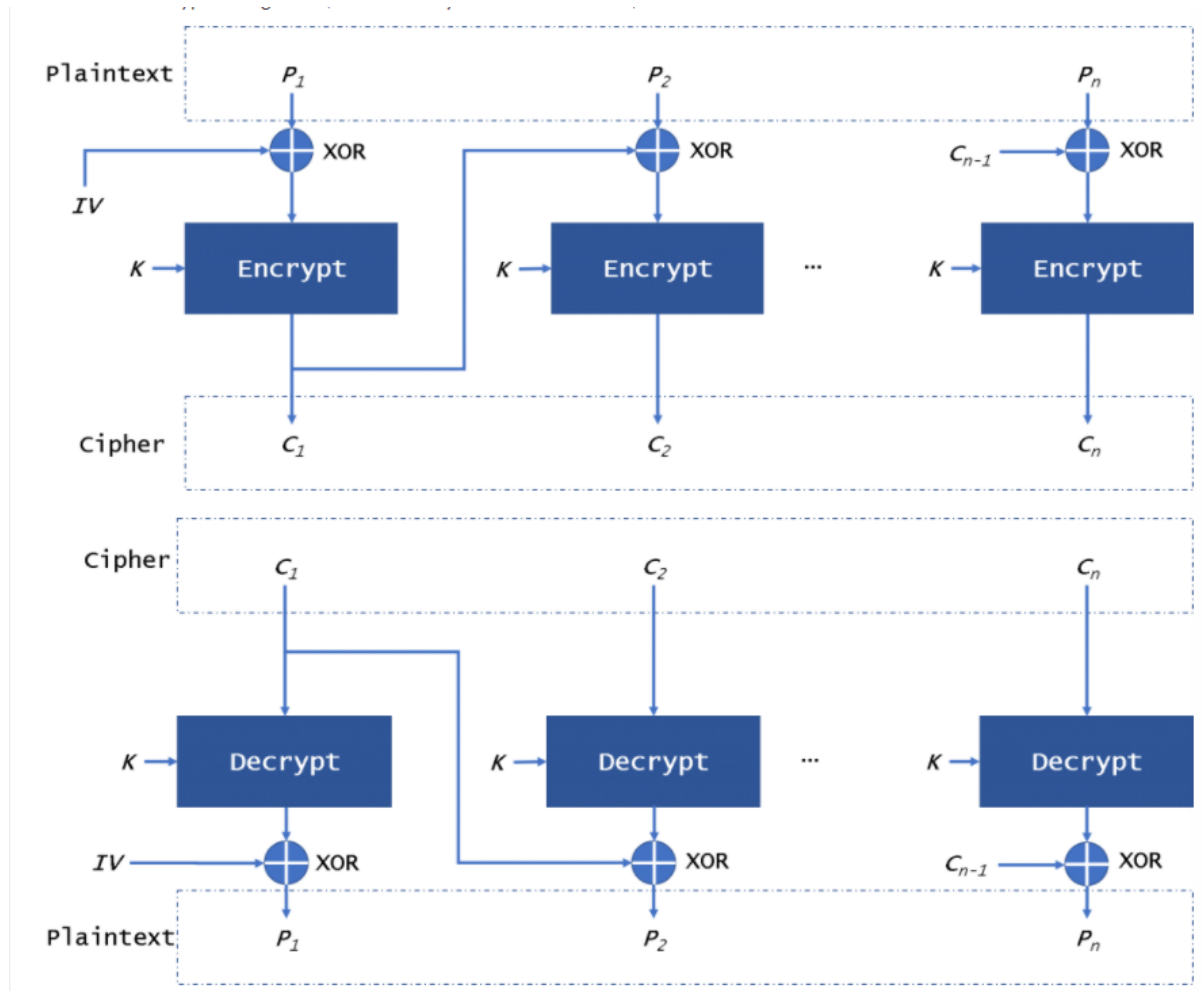 Plaintext P1 P2 Pn
XOR XOR Cn-1 XOR
IV
K Encrypt K Encrypt ... K Encrypt
Cipher C1 C2 Cn
Cipher C1 C2 Cn
K Decrypt K Decrypt ... K Decrypt
IV XOR XOR Cn-1 XOR
Plaintext P1 P2 Pn